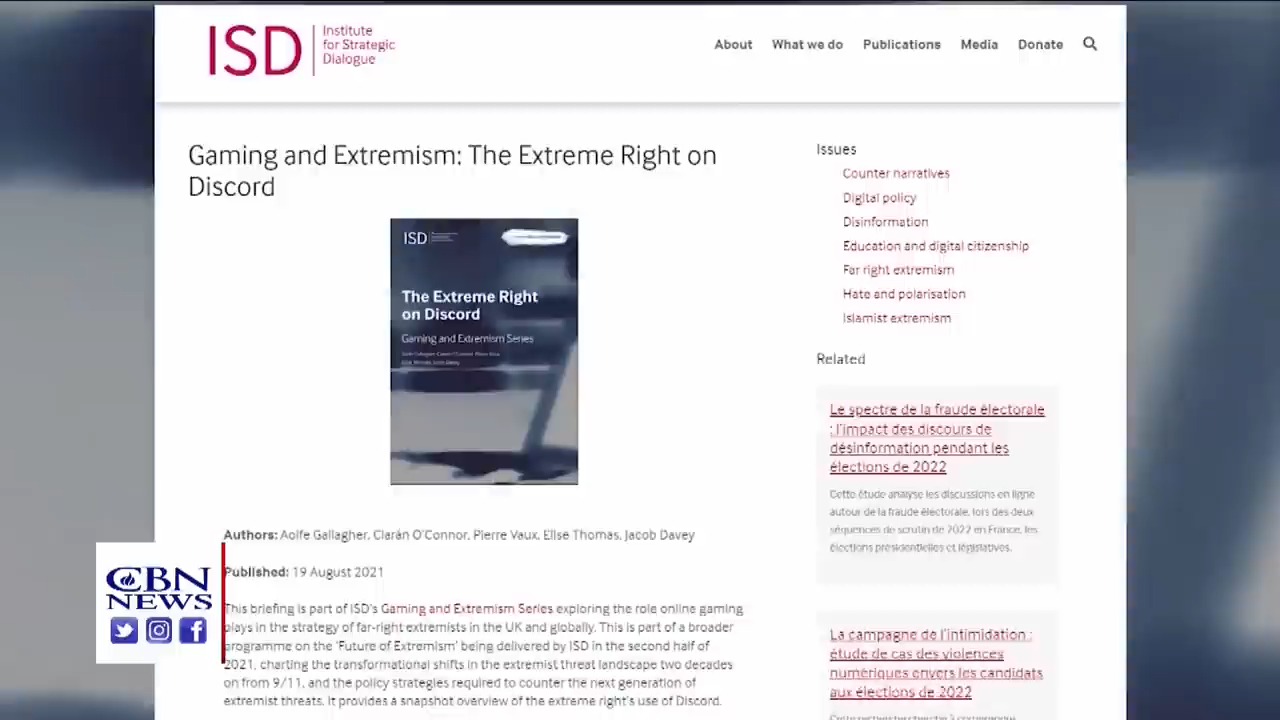 ISD
Institute
for Strategic
Dialogue
About What we do Publications Media Donate
Gaming and Extremism: The Extreme Right on
Discord
ISD
The Extreme Right
on Discord
Gaming and Extremism Series
Authors: Aoife Gallagher, Ciarán O'Connor, Pierre Vaux, Elise Thomas, Jacob Davey
Published: 19 August 2021
This briefing is part of ISD's Gaming and Extremism Series exploring the role online gaming
plays in the strategy of far-right extremists in the UK and globally. This is part of a broader
programme on the 'Future of Extremism' being delivered by ISD in the second half of
2021, charting the transformational shifts in the extremist threat landscape two decades
on from 9/11, and the policy strategies required to counter the next generation of
extremist threats. It provides a snapshot overview of the extreme right's use of Discord.
Issues
Counter narratives
Digital policy
Disinformation
Education and digital citizenship
Far right extremism
Hate and polarisation
Islamist extremism
Related
Le spectre de la fraude électorale
: l'impact des discours de
désinformation pendant les
élections de 2022
Cette étude analyse les discussions en ligne
autour de la fraude électorale, lors des deux
séquences de scrutin de 2022 en France, les
élections présidentielles et législatives.
La campagne de l'intimidation :
étude de cas des violences
numériques envers les candidats
aux élections de 2022
CBN
NEWS